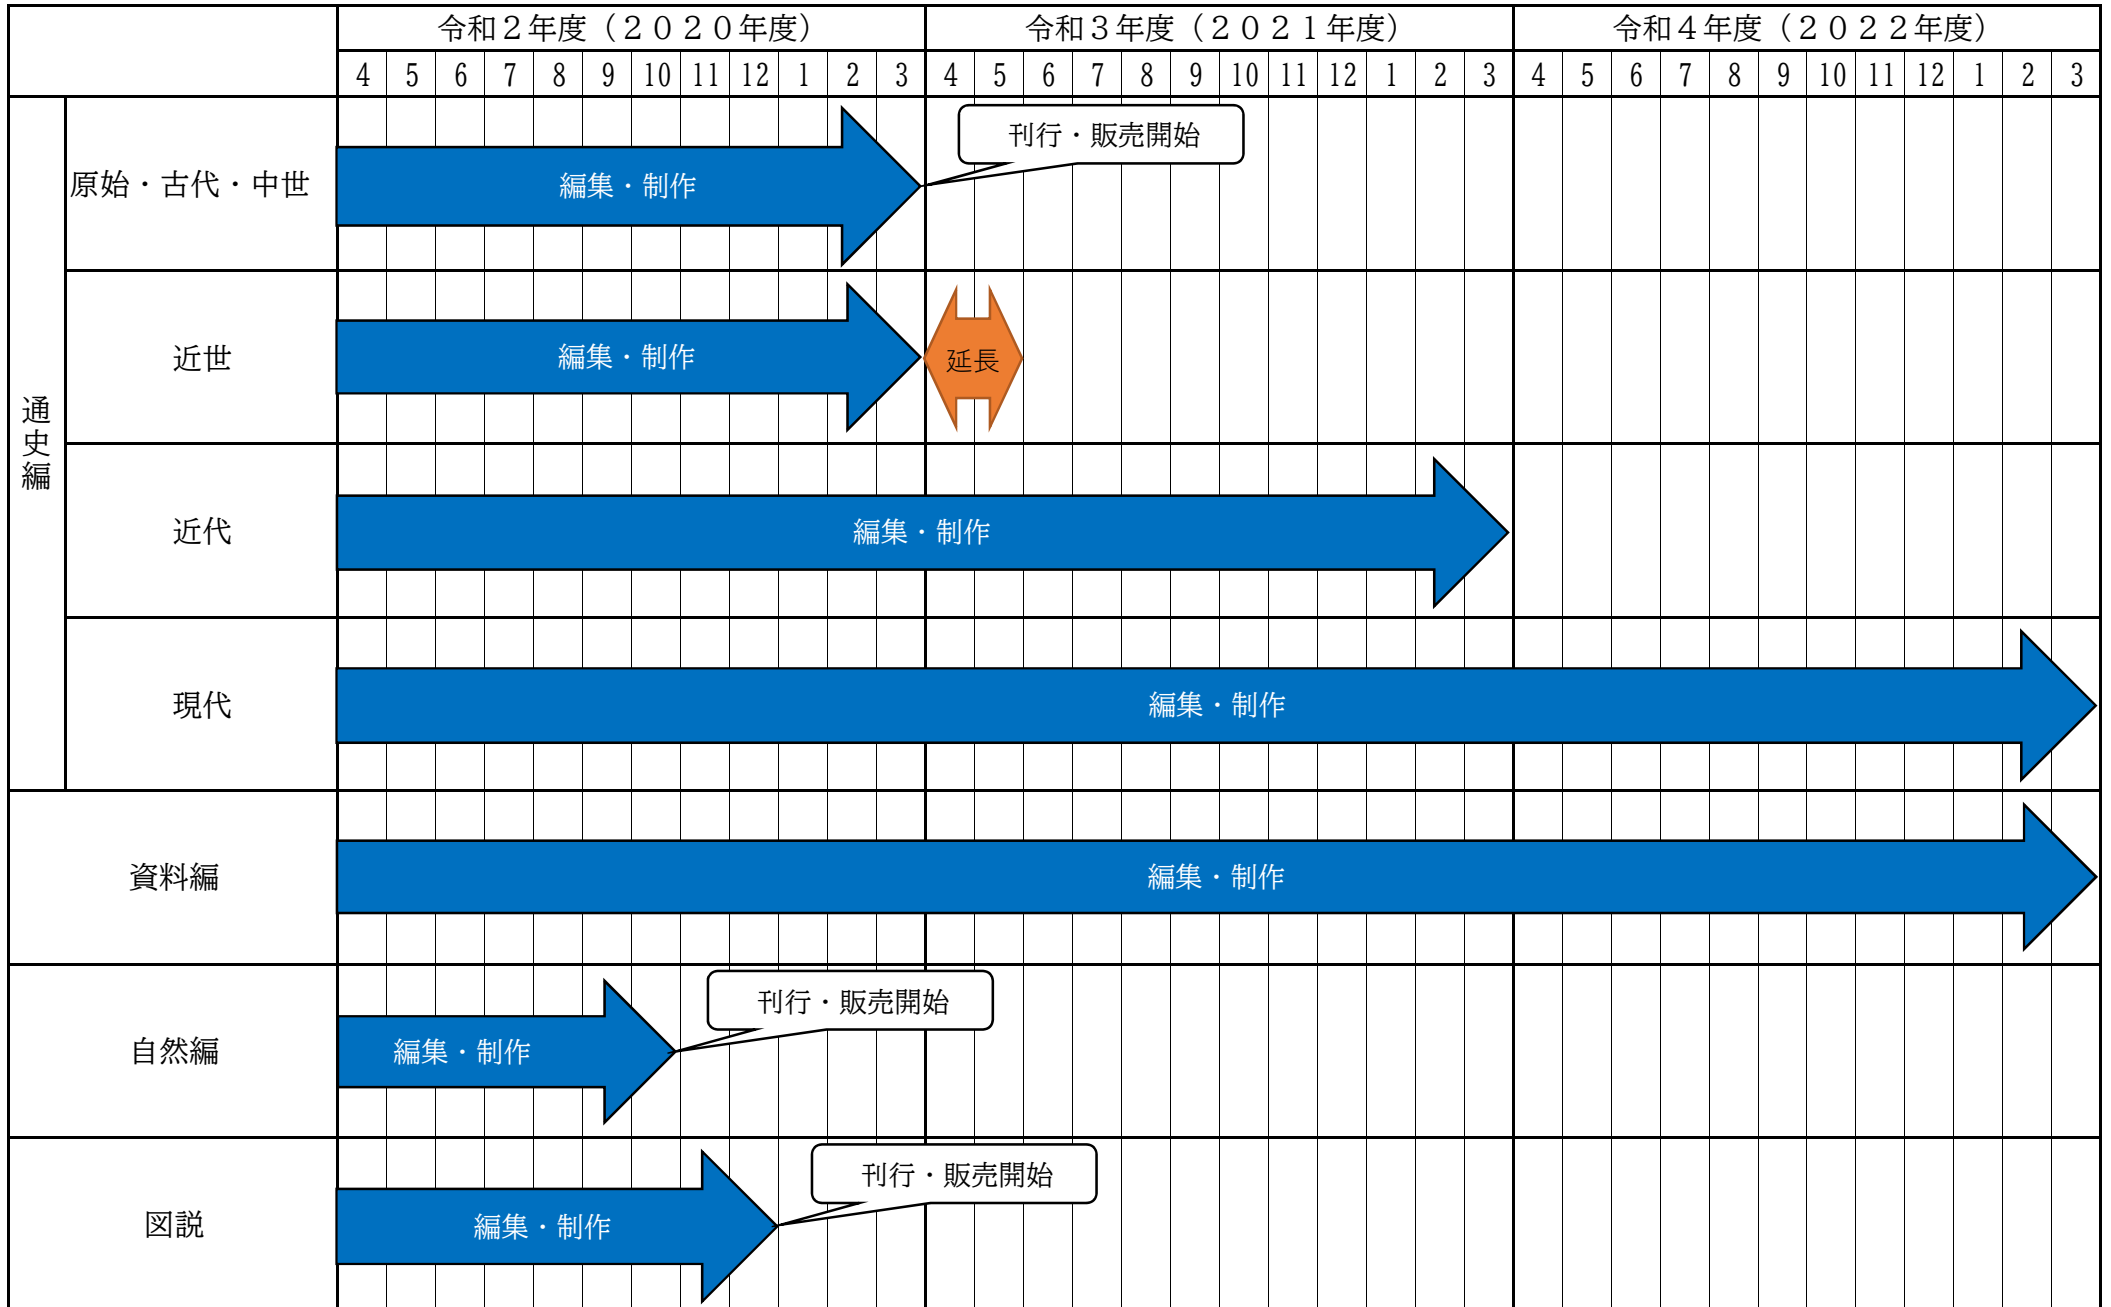 令和２年度（２０２０年度）　令和３年度（２０２１年度）　令和４年度（２０２２年度）
4 5 6 7 8 9 10 11 12 1 2 3 4 5 6 7 8 9 10 11 12 1 2 3 4 5 6 7 8 9 10 11 12 1 2 3
通史編
原始・古代・中世
編集・制作
刊行・販売開始
近世
編集・制作
延長
近代
編集・制作
現代
編集・制作
資料編
編集・制作
自然編
編集・制作
刊行・販売開始
図説
編集・制作
刊行・販売開始